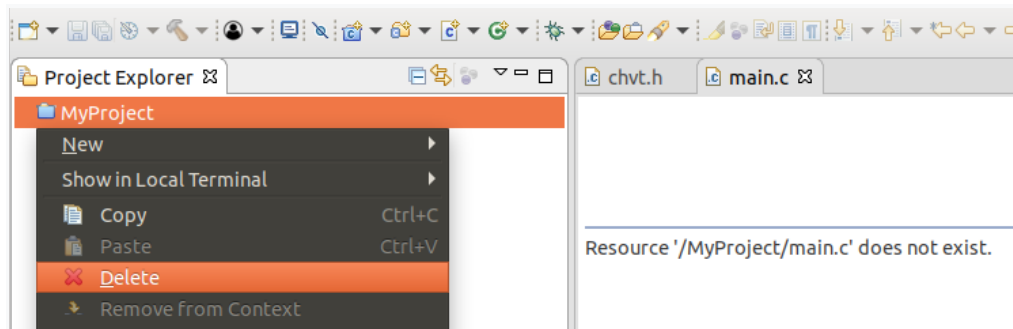 Project Explorer
chvt.h
main.c
MyProject
New
Show in Local Terminal
Copy Ctrl+C
Paste Ctrl+V
Delete
Remove from Context
Resource '/MyProject/main.c' does not exist.